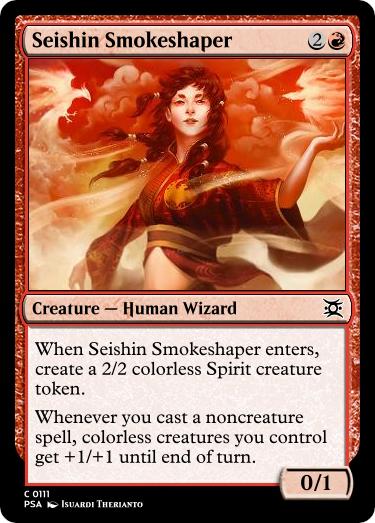 Seishin Smokeshaper 2
Creature — Human Wizard
When Seishin Smokeshaper enters,
create a 2/2 colorless Spirit creature
token.
Whenever you cast a noncreature
spell, colorless creatures you control
get +1/+1 until end of turn.
0/1
C 0111
PSA Isuardi Therianto